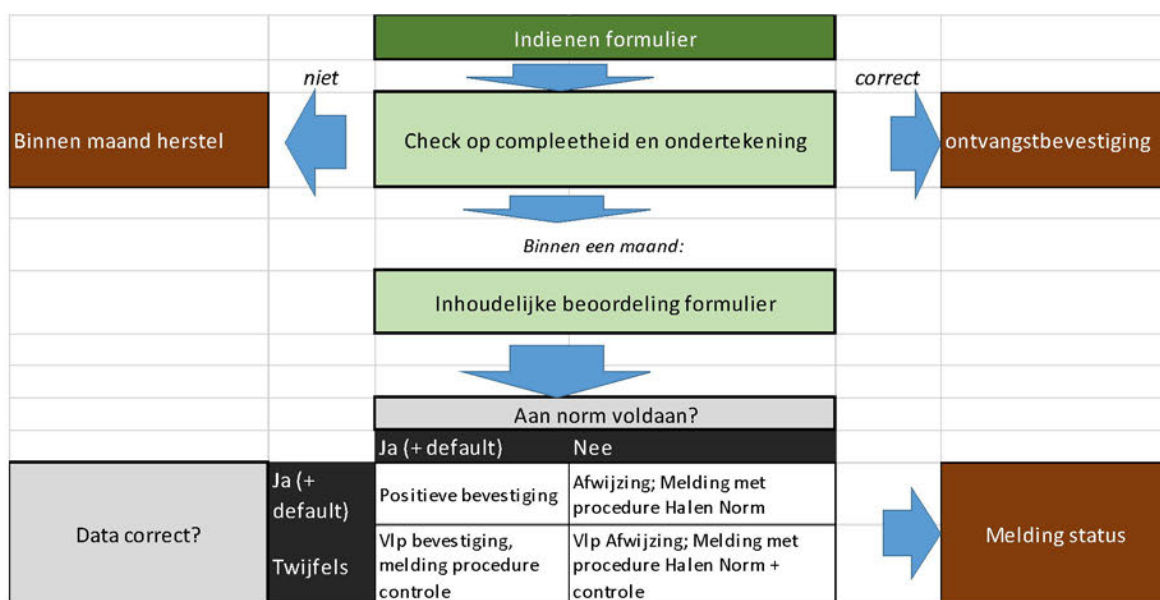 Indienen formulier
niet
correct
Binnen maand herstel
Check op compleetheid en ondertekening
ontvangstbevestiging
Binnen een maand:
Inhoudelijke beoordeling formulier
Aan norm voldaan?
Ja (+ default)
Nee
Data correct?
Ja (+
default)
Positieve bevestiging
Afwijzing; Melding met
procedure Halen Norm
Twijfels
Vlp bevestiging,
melding procedure
controle
Vlp Afwijzing; Melding met
procedure Halen Norm +
controle
Melding status